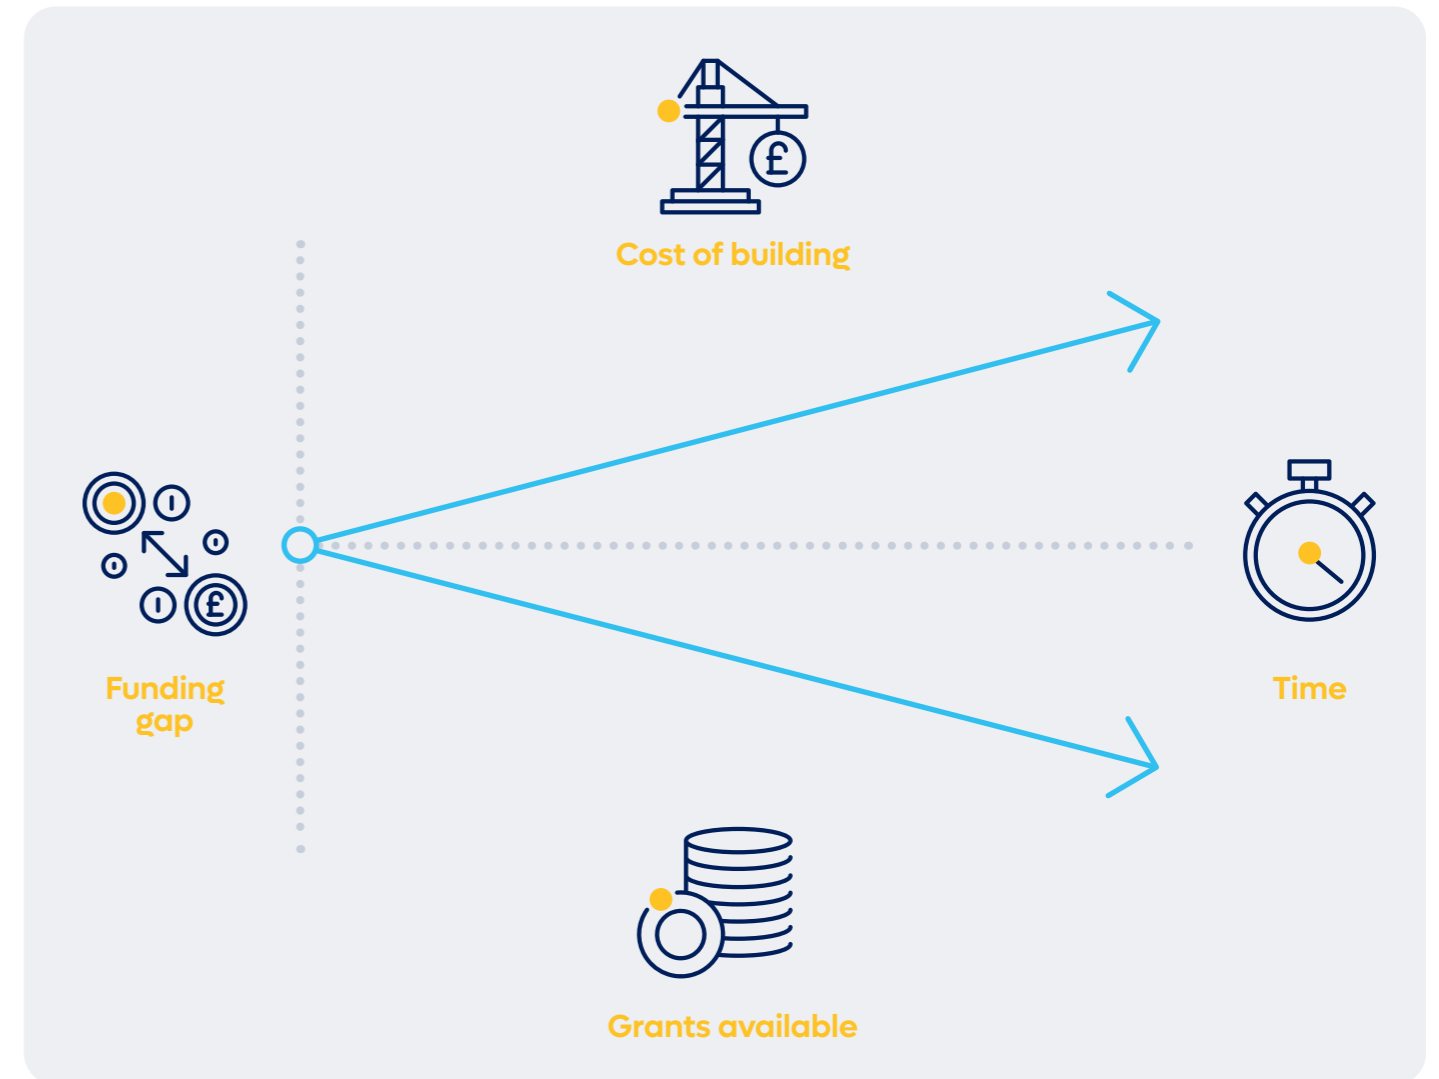 £
Cost of building
£
Funding
gap
Time
Grants available